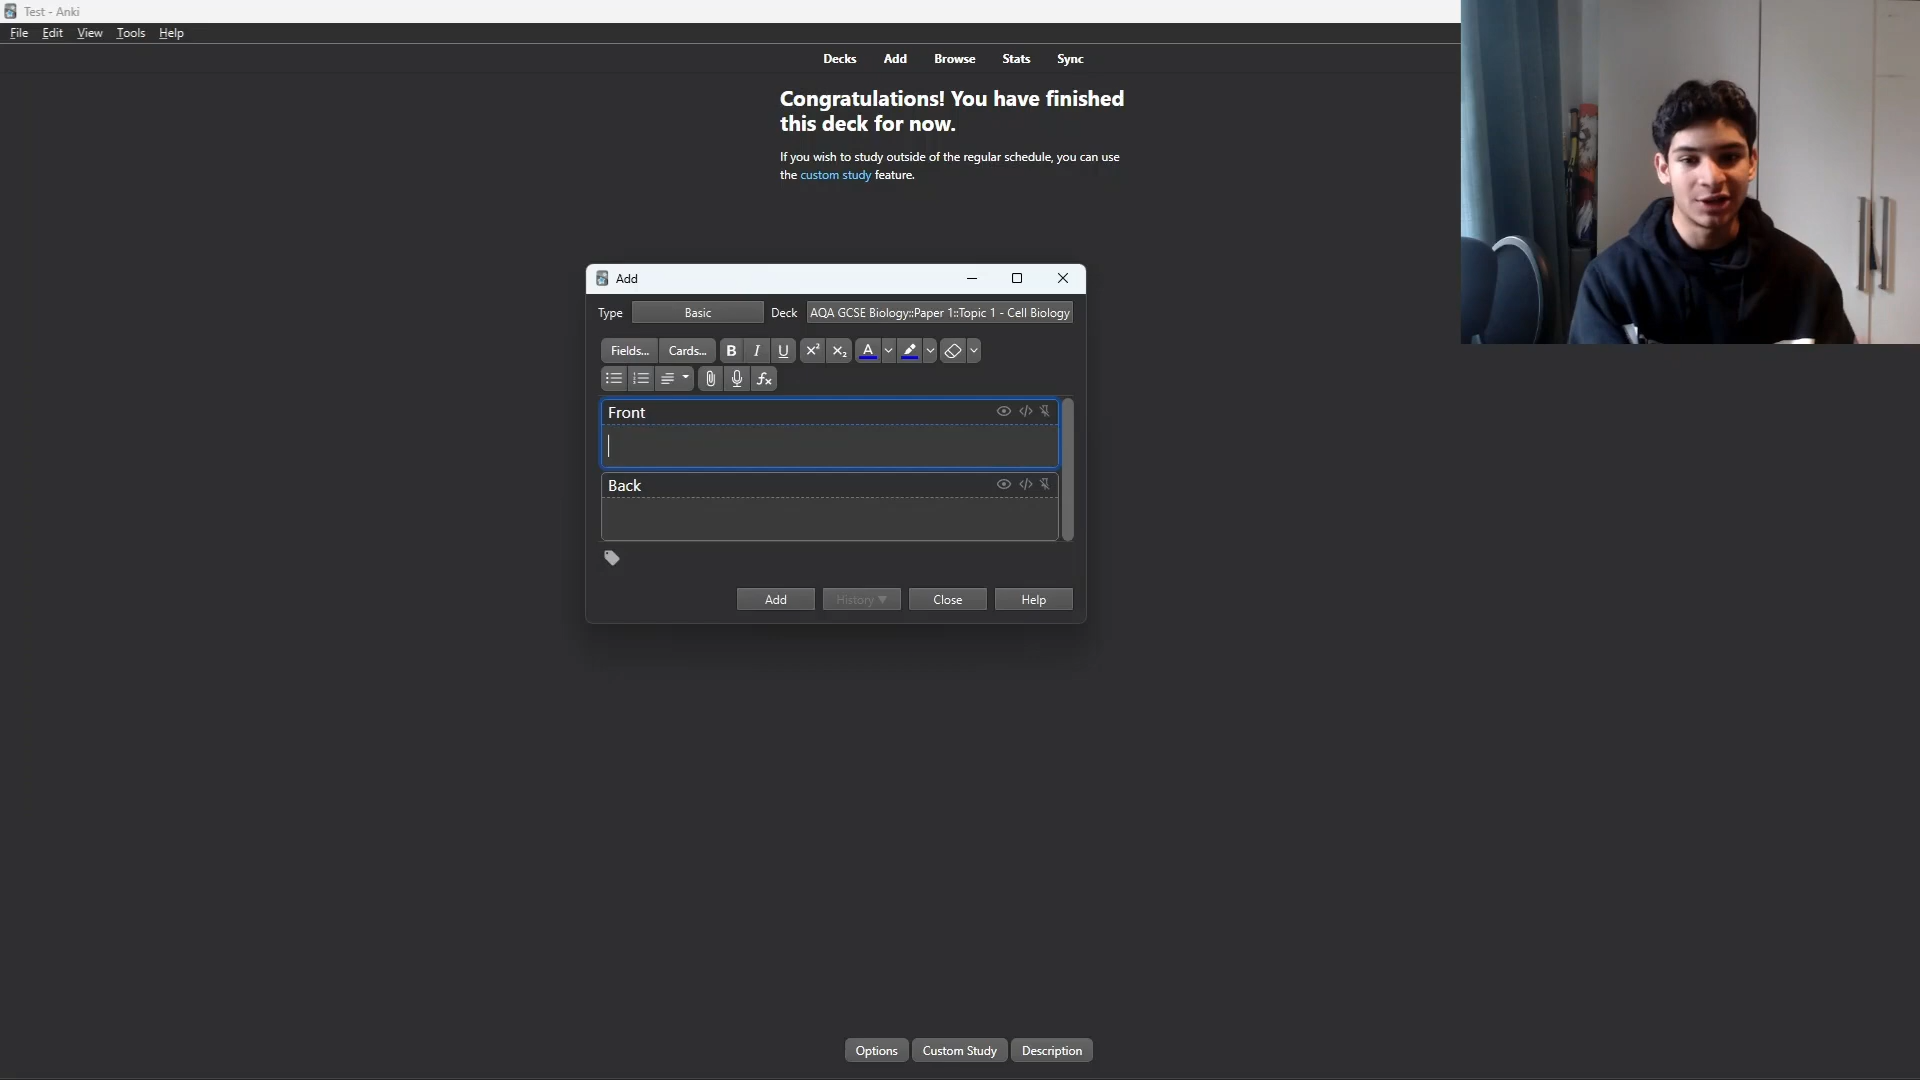 Test - Anki
File Edit View Tools Help
Decks Add Browse Stats Sync
Congratulations! You have finished
this deck for now.
If you wish to study outside of the regular schedule, you can use
the custom study feature.
Add
Type Basic Deck AQA GCSE Biology::Paper 1::Topic 1 - Cell Biology
Fields... Cards... B I U x² x₂ A
fx
Front
Back
Add History Close Help
Options Custom Study Description